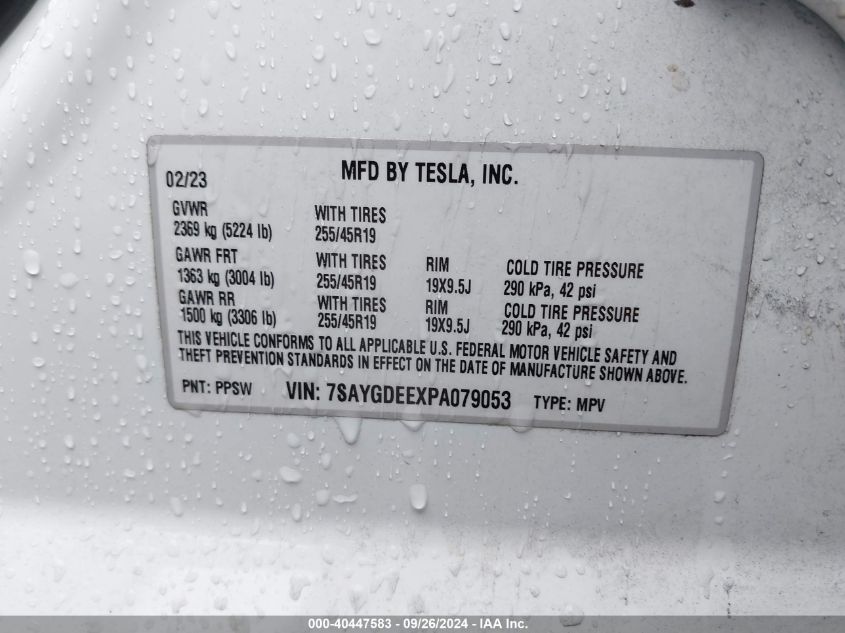 MFD BY TESLA, INC.
02/23
GVWR WITH TIRES
2369 kg (5224 lb) 255/45R19
GAWR FRT WITH TIRES RIM COLD TIRE PRESSURE
1363 kg (3004 lb) 255/45R19 19X9.5J 290 kPa, 42 psi
GAWR RR WITH TIRES RIM COLD TIRE PRESSURE
1500 kg (3306 lb) 255/45R19 19X9.5J 290 kPa, 42 psi
THIS VEHICLE CONFORMS TO ALL APPLICABLE U.S. FEDERAL MOTOR VEHICLE SAFETY AND
THEFT PREVENTION STANDARDS IN EFFECT ON THE DATE OF MANUFACTURE SHOWN ABOVE.
PNT: PPSW VIN: 7SAYGDEEXPA079053 TYPE: MPV
000-40447583 - 09/26/2024 - IAA Inc.